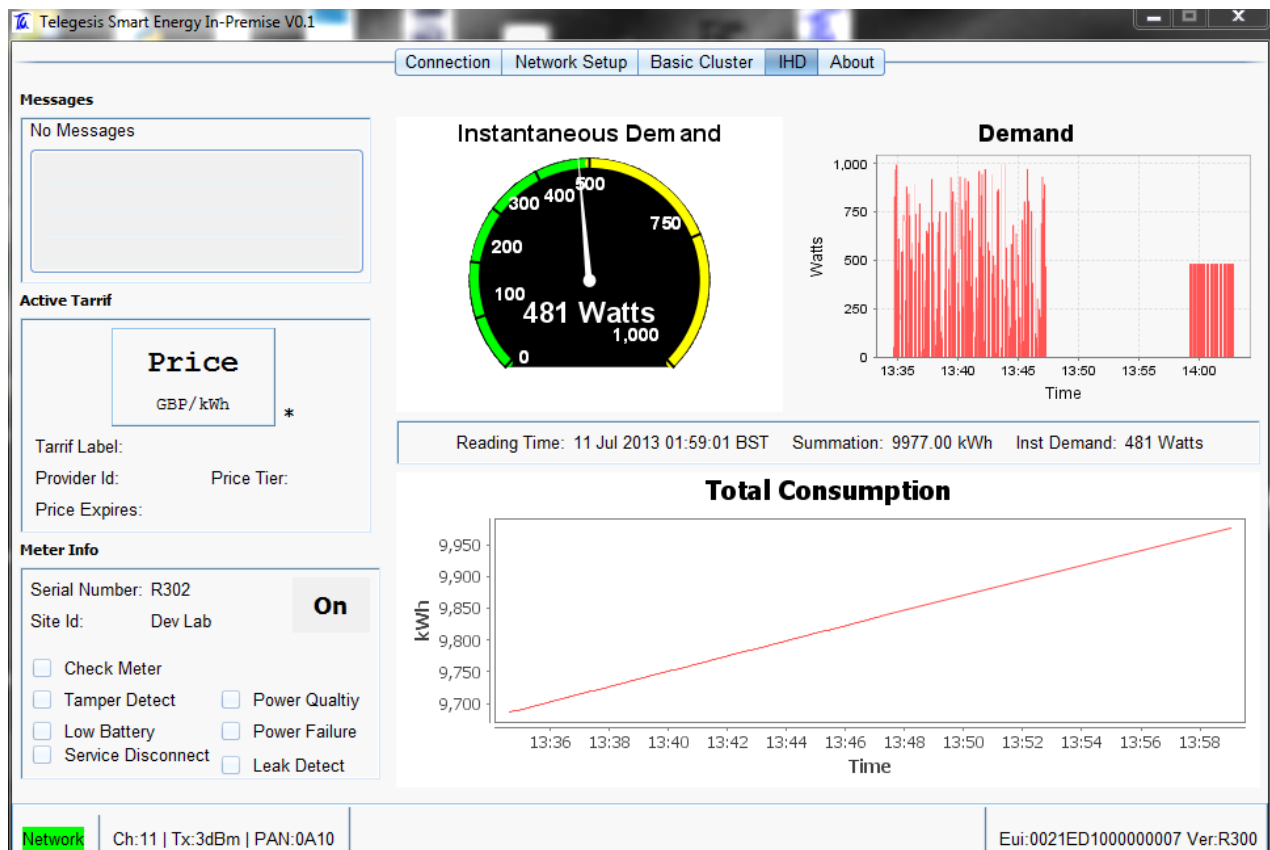 Telegesis Smart Energy In-Premise V0.1
Connection Network Setup Basic Cluster IHD About
Messages
No Messages
Active Tarrif
Price
GBP/kWh
*
Tarrif Label:
Provider Id: Price Tier:
Price Expires:
Meter Info
Serial Number: R302
Site Id: Dev Lab
On
Check Meter
Tamper Detect Power Qualtiy
Low Battery Power Failure
Service Disconnect Leak Detect
Instantaneous Demand
0
100
200
300
400
500
750
1,000
481 Watts
Demand
1,000
750
500
250
0
Watts
13:35 13:40 13:45 13:50 13:55 14:00
Time
Reading Time: 11 Jul 2013 01:59:01 BST Summation: 9977.00 kWh Inst Demand: 481 Watts
Total Consumption
9,950
9,900
9,850
9,800
9,750
9,700
kWh
13:36 13:38 13:40 13:42 13:44 13:46 13:48 13:50 13:52 13:54 13:56 13:58
Time
Network Ch:11 | Tx:3dBm | PAN:0A10 Eui:0021ED1000000007 Ver:R300